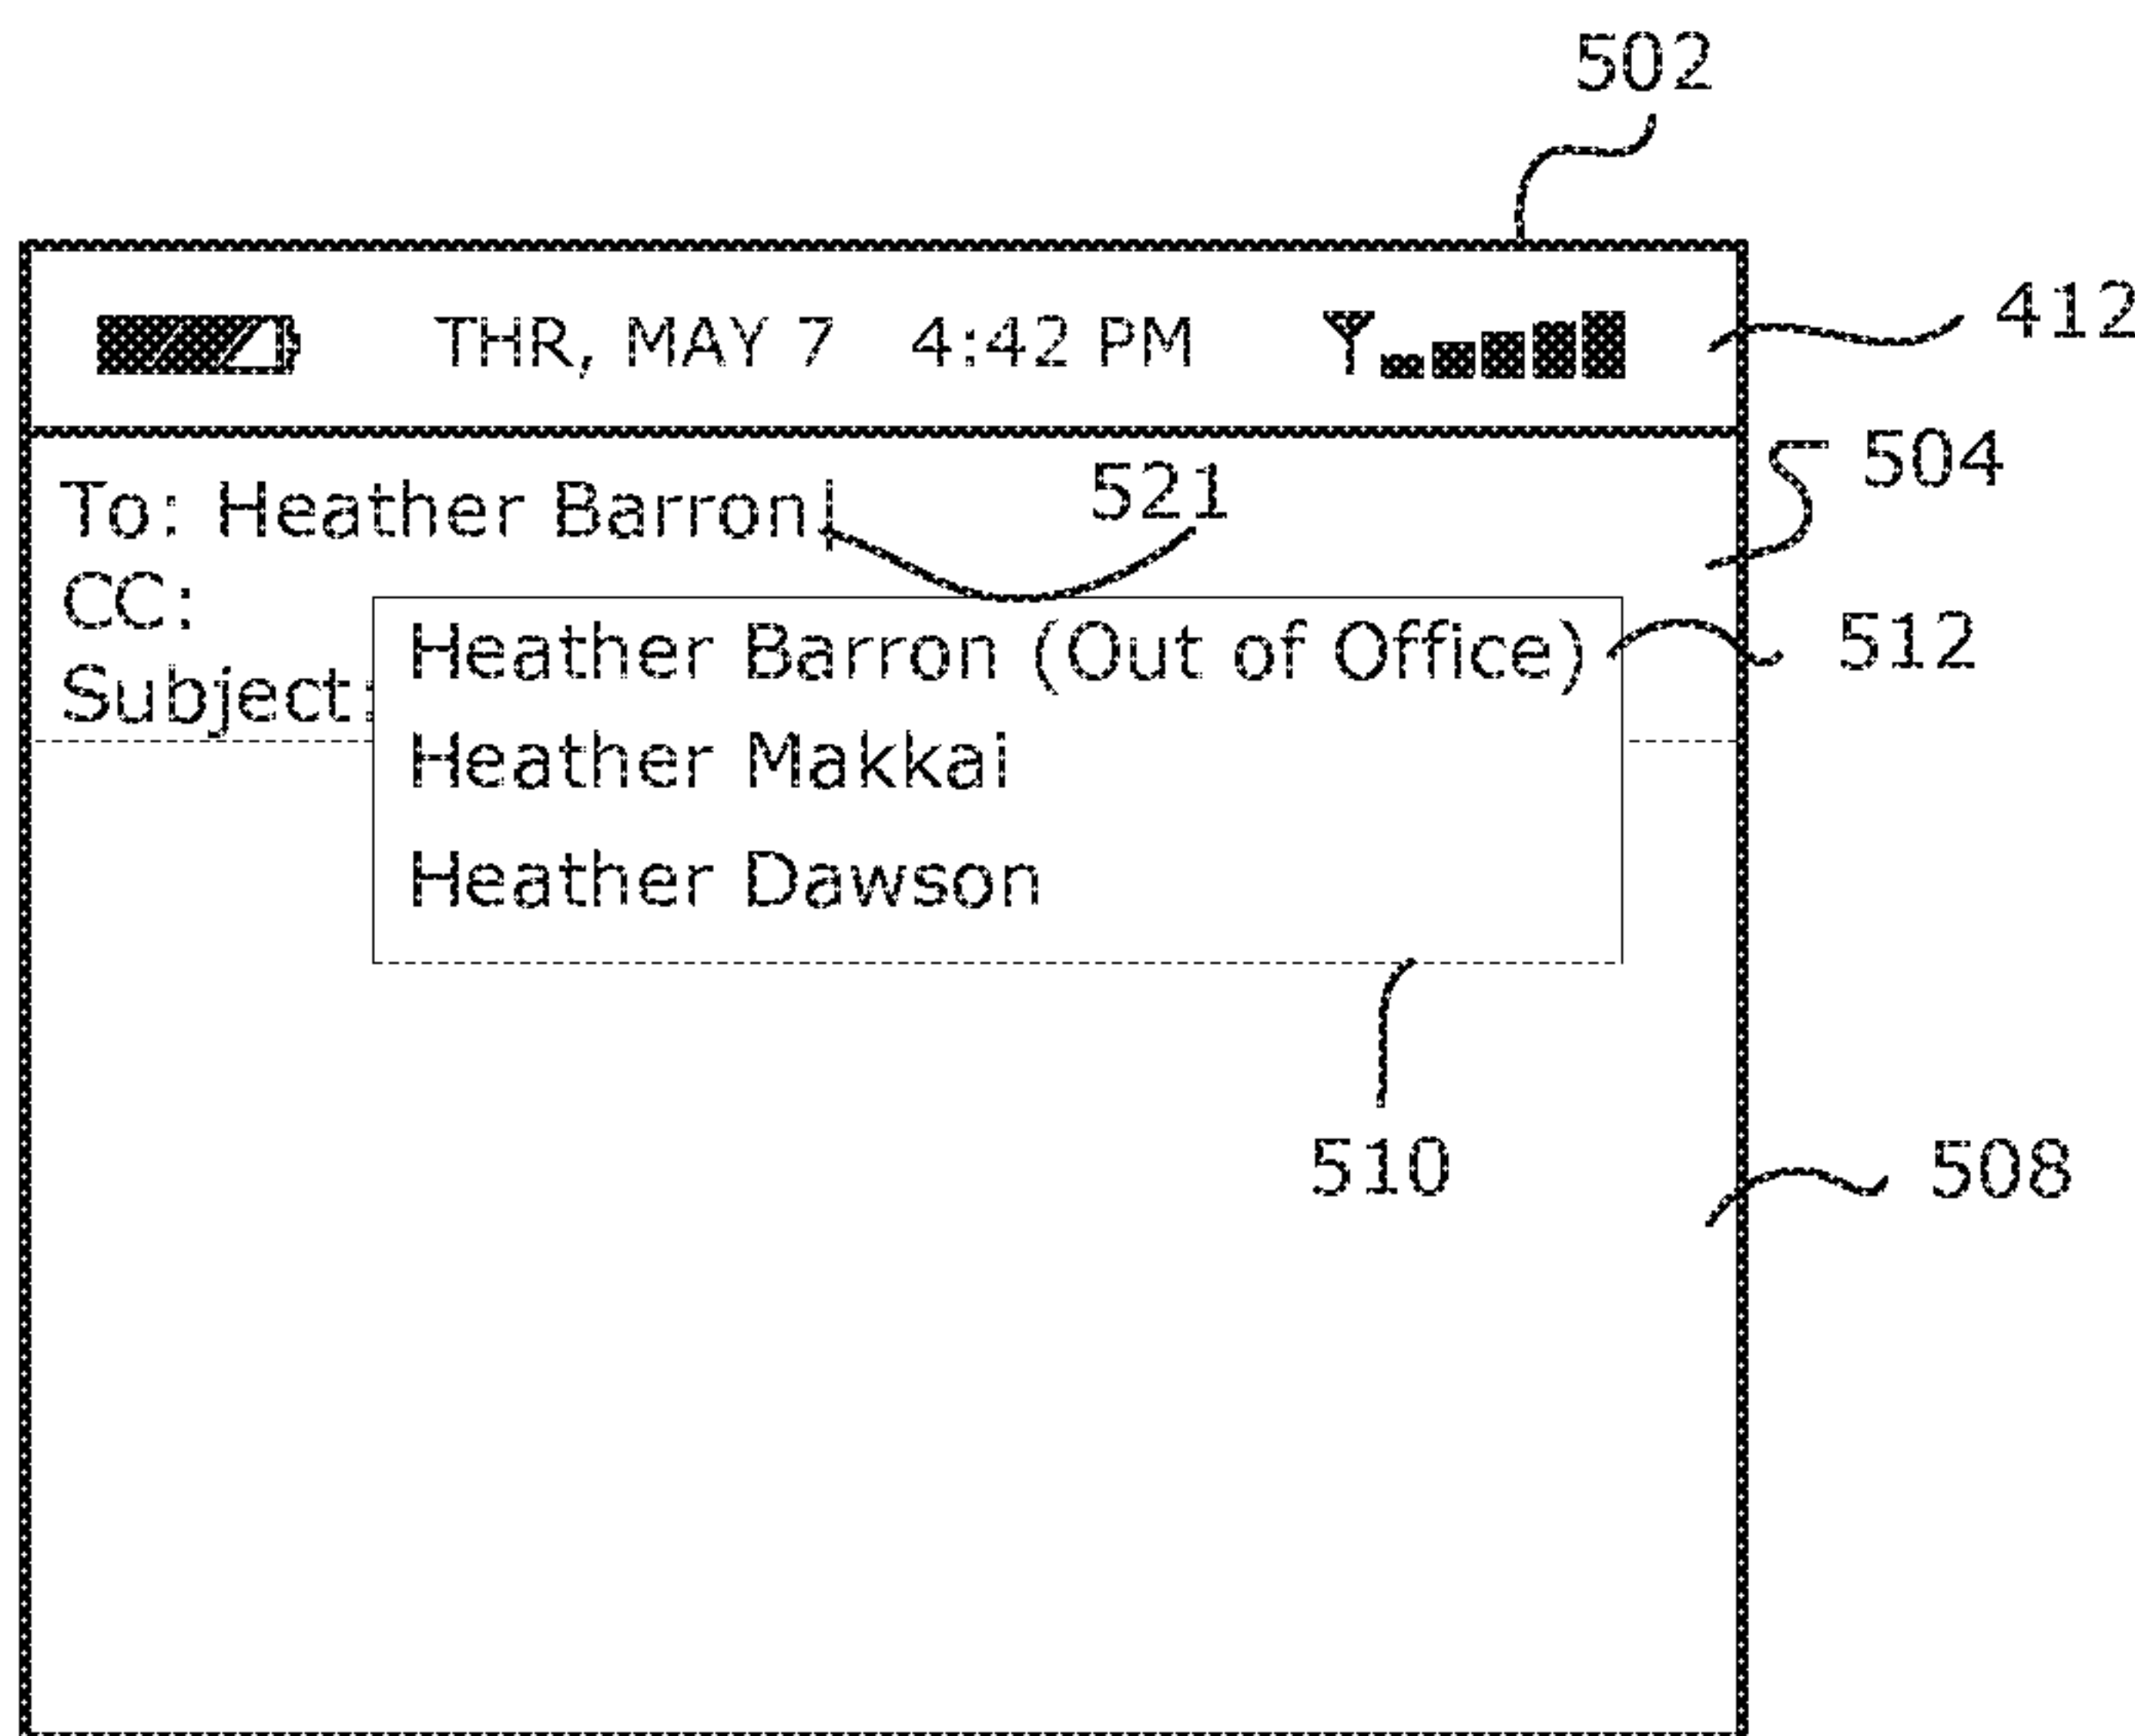 502
THR, MAY 7 4:42 PM
412
To: Heather Barron
521
504
CC:
Heather Barron (Out of Office)
512
Subject:
Heather Makkai
Heather Dawson
510
508